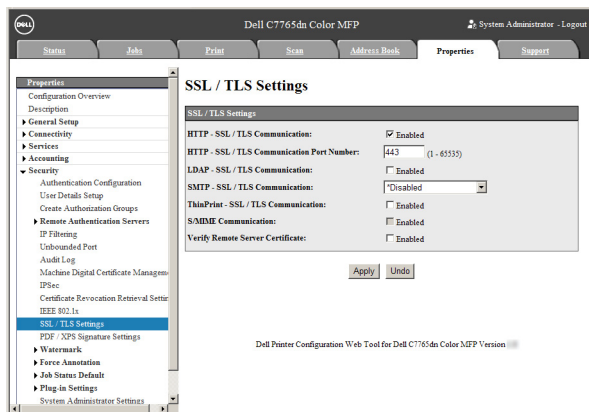 DELL
Dell C7765dn Color MFP
System Administrator - Logout
Status
Jobs
Print
Scan
Address Book
Properties
Support
Properties
Configuration Overview
Description
General Setup
Connectivity
Services
Accounting
Security
Authentication Configuration
User Details Setup
Create Authorization Groups
Remote Authentication Servers
IP Filtering
Unbounded Port
Audit Log
Machine Digital Certificate Manageme
IPSec
Certificate Revocation Retrieval Settin
IEEE 802.1x
SSL / TLS Settings
PDF / XPS Signature Settings
Watermark
Force Annotation
Job Status Default
Plug-in Settings
System Administrator Settings
SSL / TLS Settings
SSL / TLS Settings
HTTP - SSL / TLS Communication: Enabled
HTTP - SSL / TLS Communication Port Number: 443 (1 - 65535)
LDAP - SSL / TLS Communication: Enabled
SMTP - SSL / TLS Communication: *Disabled
ThinPrint - SSL / TLS Communication: Enabled
S/MIME Communication: Enabled
Verify Remote Server Certificate: Enabled
Apply Undo
Dell Printer Configuration Web Tool for Dell C7765dn Color MFP Version